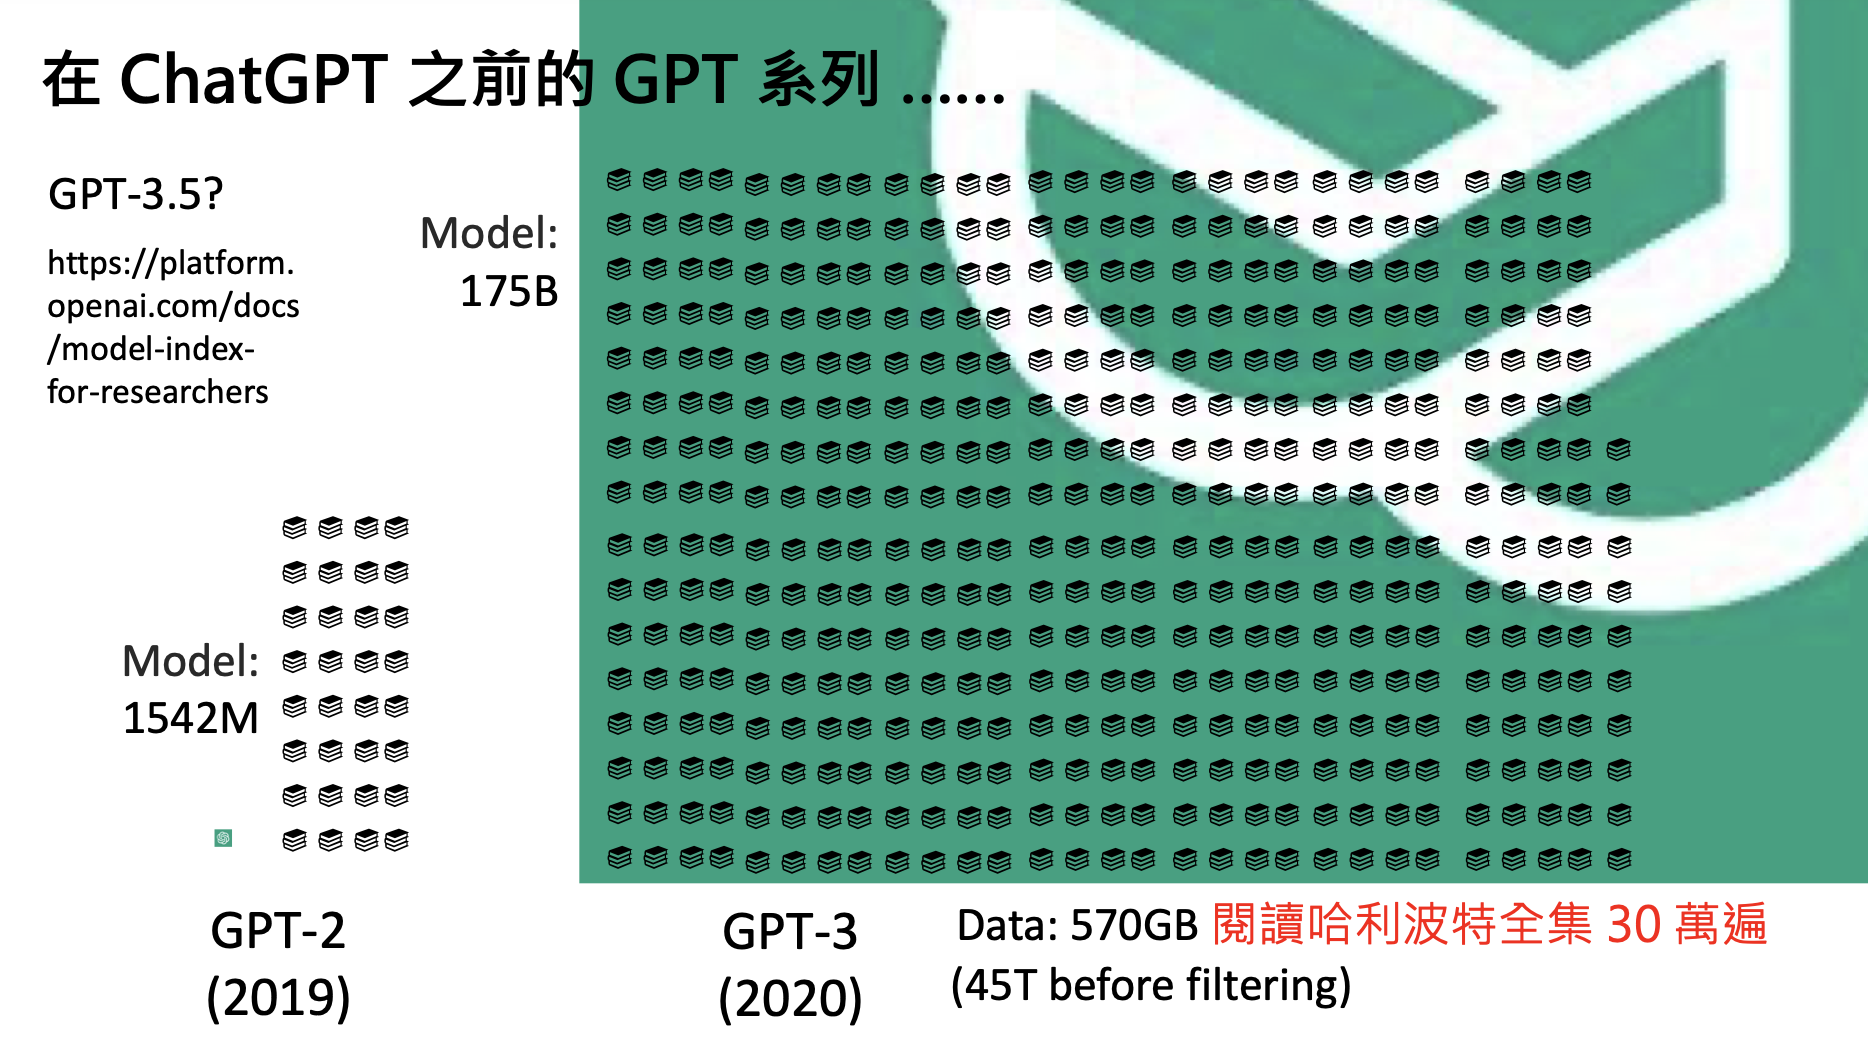 在 ChatGPT 之前的 GPT 系列 ……
GPT-3.5?
https://platform.
openai.com/docs
/model-index-
for-researchers
Model:
175B
Model:
1542M
GPT-2
(2019)
GPT-3
(2020)
Data: 570GB 閱讀哈利波特全集 30 萬遍
(45T before filtering)